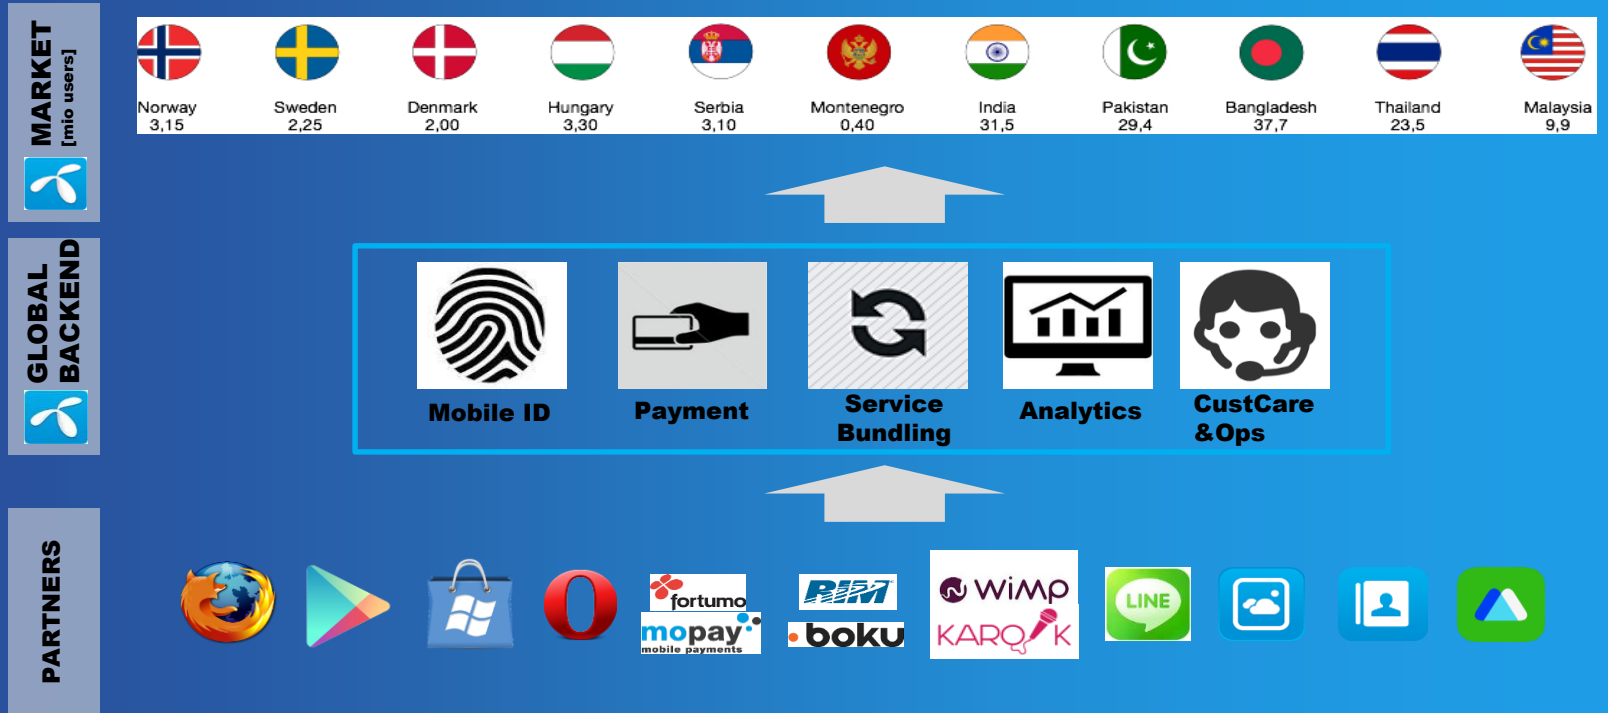 MARKET
[mio users]
Norway
3,15
Sweden
2,25
Denmark
2,00
Hungary
3,30
Serbia
3,10
Montenegro
0,40
India
31,5
Pakistan
29,4
Bangladesh
37,7
Thailand
23,5
Malaysia
9,9
GLOBAL
BACKEND
Mobile ID
Payment
Service
Bundling
Analytics
CustCare
&Ops
PARTNERS
fortumo
mopay
mobile payments
RIM
boku
WiMP
KAROK
LINE